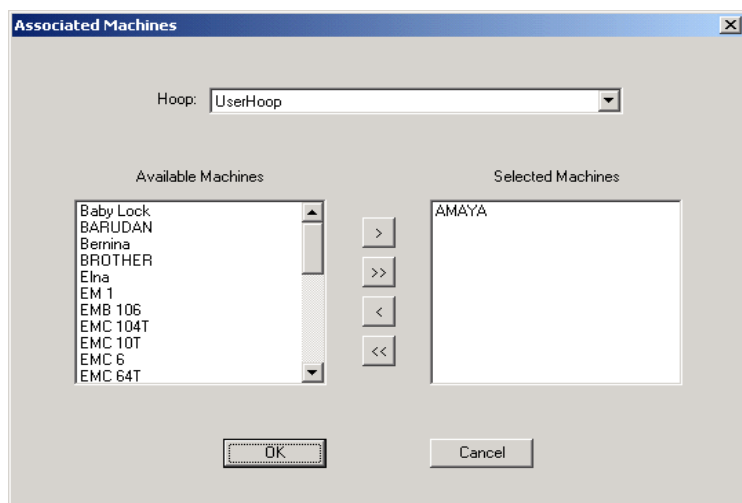 Associated Machines
Hoop: UserHoop
Available Machines
Selected Machines
Baby Lock
BARUDAN
Bernina
BROTHER
Elna
EM 1
EMB 106
EMC 104T
EMC 10T
EMC 6
EMC 64T
>
>>
<
<<
AMAYA
OK
Cancel